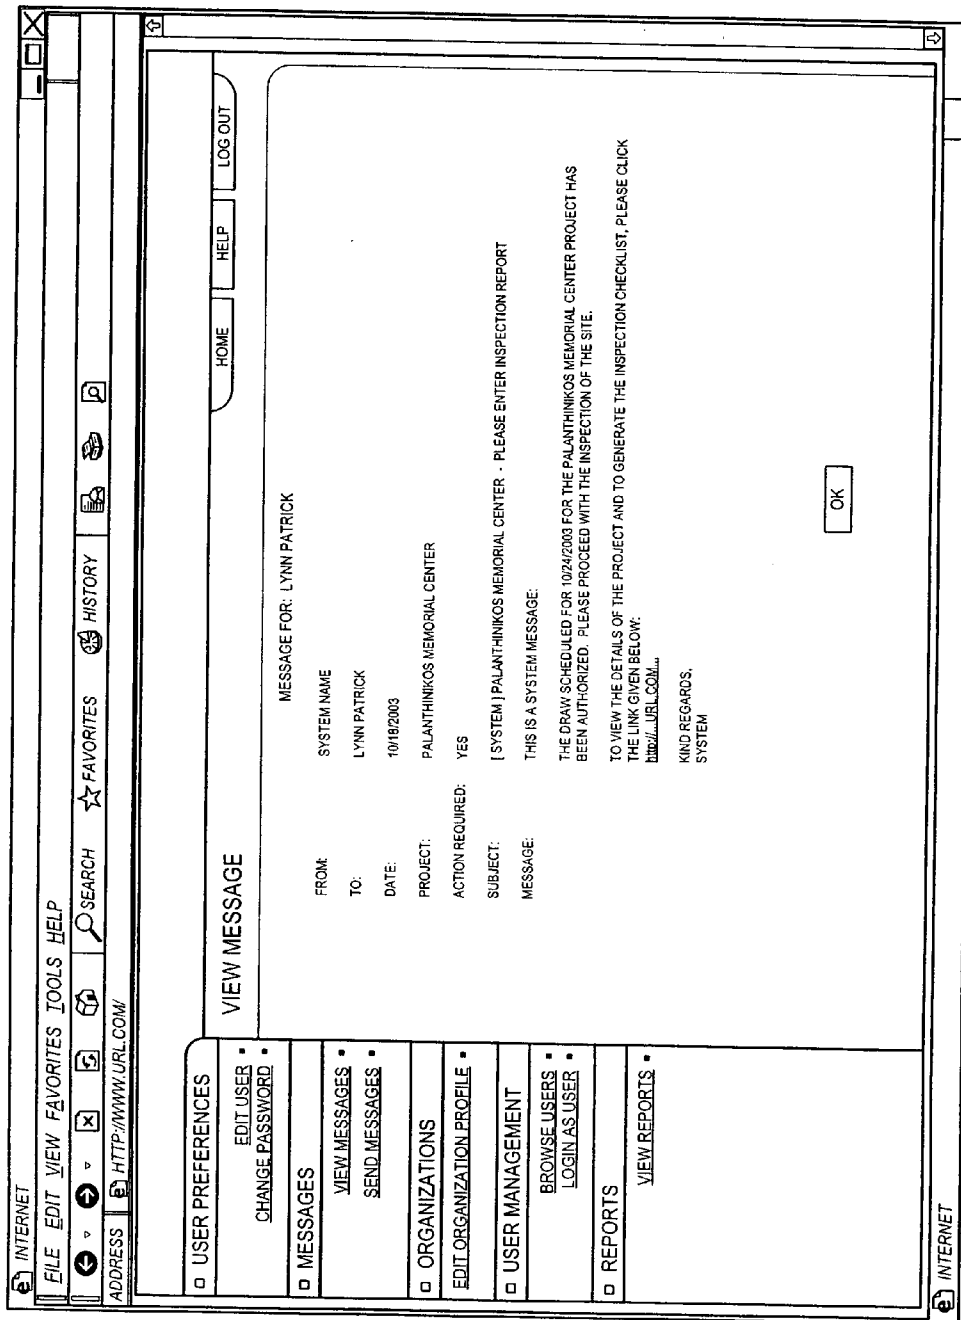 INTERNET
FILE EDIT VIEW FAVORITES TOOLS HELP
SEARCH FAVORITES HISTORY
ADDRESS HTTP://WWW.URL.COM/
HOME HELP LOG OUT
VIEW MESSAGE
USER PREFERENCES
EDIT USER
CHANGE PASSWORD
MESSAGES
VIEW MESSAGES
SEND MESSAGES
ORGANIZATIONS
EDIT ORGANIZATION PROFILE
USER MANAGEMENT
BROWSE USERS
LOGIN AS USER
REPORTS
VIEW REPORTS
MESSAGE FOR: LYNN PATRICK
FROM: SYSTEM NAME
TO: LYNN PATRICK
DATE: 10/18/2003
PROJECT: PALANTHINIKOS MEMORIAL CENTER
ACTION REQUIRED: YES
SUBJECT: [ SYSTEM ] PALANTHINIKOS MEMORIAL CENTER - PLEASE ENTER INSPECTION REPORT
MESSAGE: THIS IS A SYSTEM MESSAGE:
THE DRAW SCHEDULED FOR 10/24/2003 FOR THE PALANTHINIKOS MEMORIAL CENTER PROJECT HAS
BEEN AUTHORIZED. PLEASE PROCEED WITH THE INSPECTION OF THE SITE.
TO VIEW THE DETAILS OF THE PROJECT AND TO GENERATE THE INSPECTION CHECKLIST, PLEASE CLICK
THE LINK GIVEN BELOW:
http://...URL.COM...
KIND REGARDS,
SYSTEM
OK
INTERNET